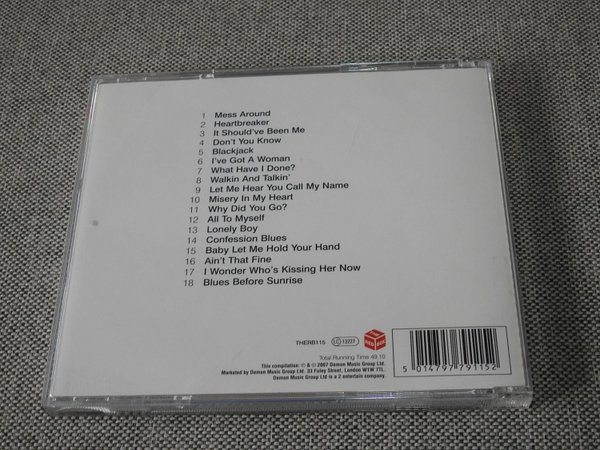 1 Mess Around
2 Heartbreaker
3 It Should've Been Me
4 Don't You Know
5 Blackjack
6 I've Got A Woman
7 What Have I Done?
8 Walkin And Talkin'
9 Let Me Hear You Call My Name
10 Misery In My Heart
11 Why Did You Go?
12 All To Myself
13 Lonely Boy
14 Confession Blues
15 Baby Let Me Hold Your Hand
16 Ain't That Fine
17 I Wonder Who's Kissing Her Now
18 Blues Before Sunrise
THERB115
LC 13227
THE RED BOX
Total Running Time 49.10
This compilation: ℗ & © 2007 Demon Music Group Ltd.
Marketed by Demon Music Group Ltd. 33 Foley Street, London W1W 7TL.
Demon Music Group Ltd is a 2 entertain company.
5 014797 791152